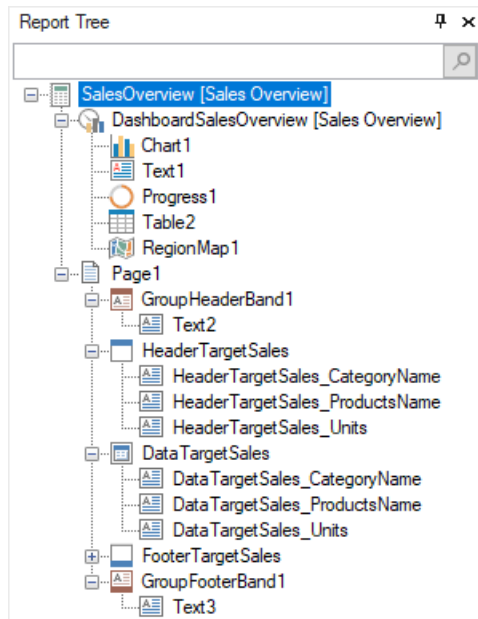 Report Tree
SalesOverview [Sales Overview]
DashboardSalesOverview [Sales Overview]
Chart1
Text1
Progress1
Table2
RegionMap1
Page1
GroupHeaderBand1
Text2
HeaderTargetSales
HeaderTargetSales_CategoryName
HeaderTargetSales_ProductsName
HeaderTargetSales_Units
DataTargetSales
DataTargetSales_CategoryName
DataTargetSales_ProductsName
DataTargetSales_Units
FooterTargetSales
GroupFooterBand1
Text3